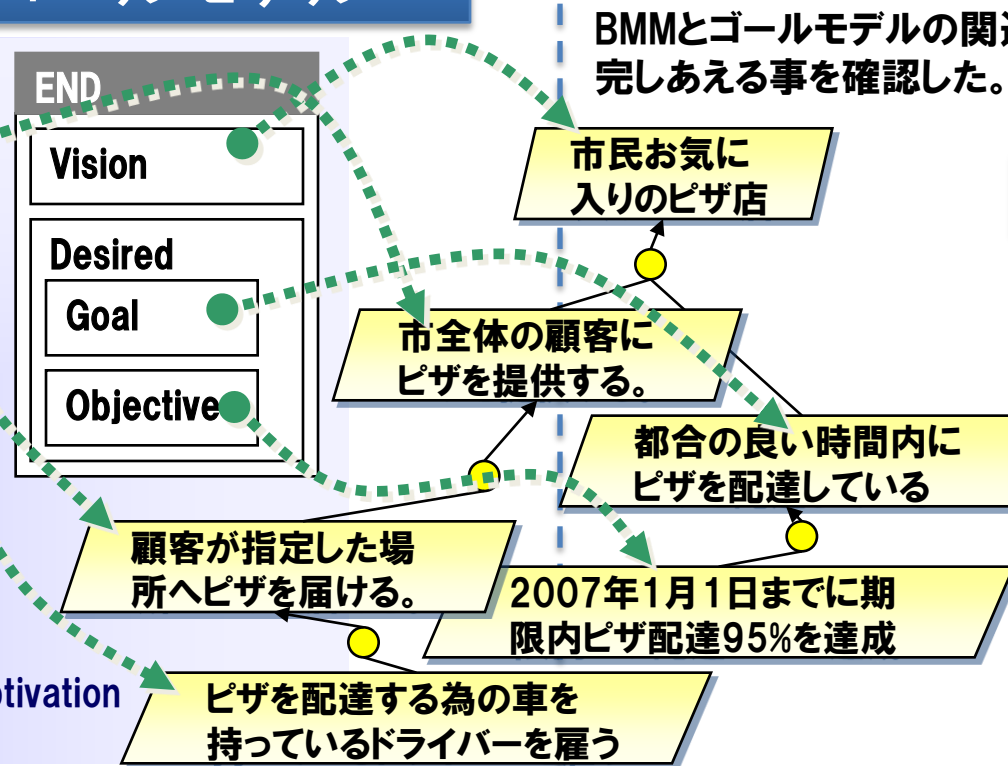 BMMとゴールモデルの関
完しあえる事を確認した。
END
Vision
Desired
Goal
Objective
市民お気に
入りのピザ店
市全体の顧客に
ピザを提供する。
都合の良い時間内に
ピザを配達している
顧客が指定した場
所へピザを届ける。
2007年1月1日までに期
限内ピザ配達95%を達成
ピザを配達する為の車を
持っているドライバーを雇う
otivation